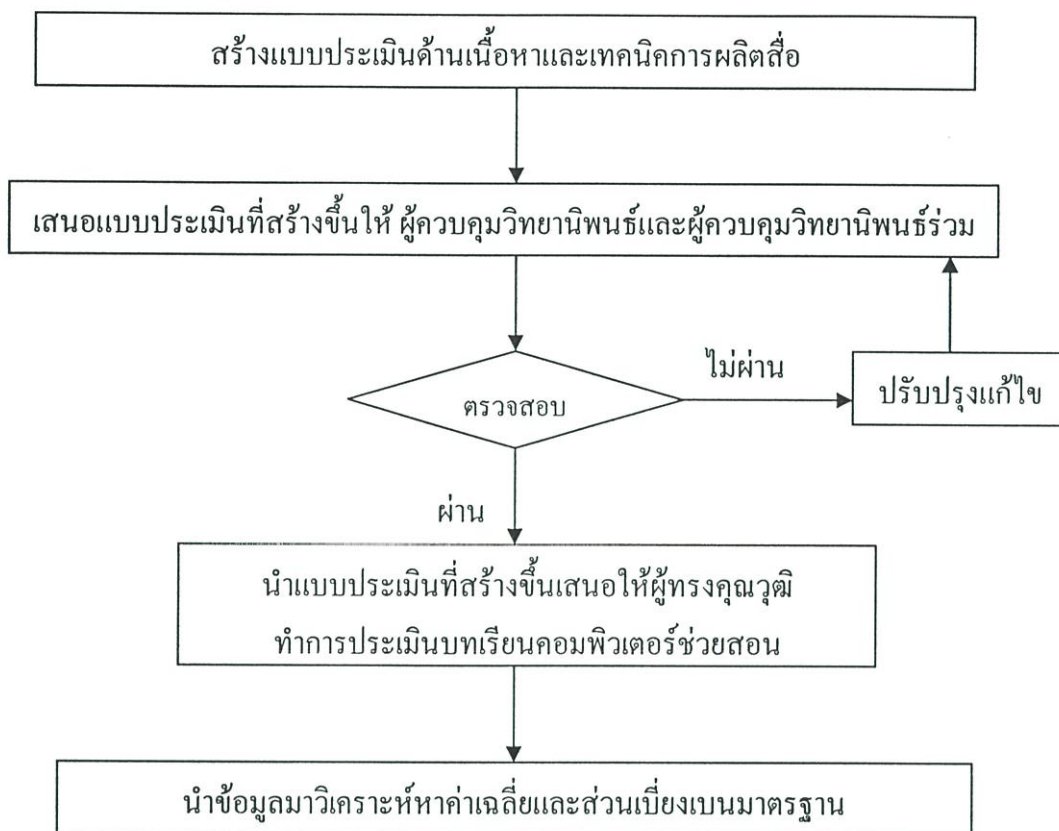 สร้างแบบประเมินด้านเนื้อหาและเทคนิคการผลิตสื่อ
เสนอแบบประเมินที่สร้างขึ้นให้ ผู้ควบคุมวิทยานิพนธ์และผู้ควบคุมวิทยานิพนธ์ร่วม
ไม่ผ่าน
ตรวจสอบ
ปรับปรุงแก้ไข
ผ่าน
นำแบบประเมินที่สร้างขึ้นเสนอให้ผู้ทรงคุณวุฒิ
ทำการประเมินบทเรียนคอมพิวเตอร์ช่วยสอน
นำข้อมูลมาวิเคราะห์หาค่าเฉลี่ยและส่วนเบี่ยงเบนมาตรฐาน